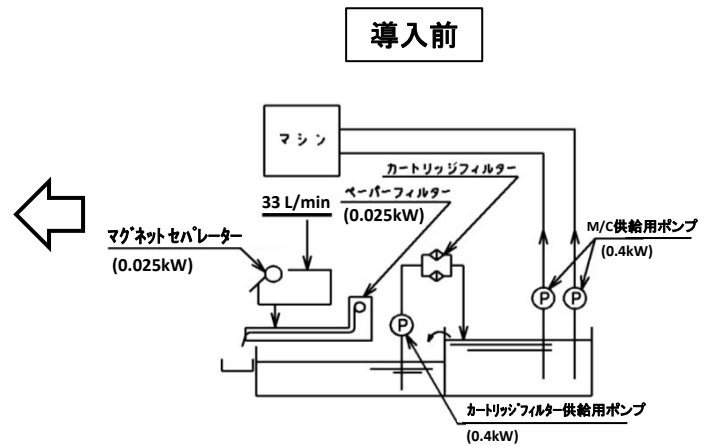 導入前
マシン
カートリッジフィルター
ペーパーフィルター
(0.025kW)
33 L/min
マグネットセパレーター
(0.025kW)
M/C供給用ポンプ
(0.4kW)
P
P
P
カートリッジフィルター供給用ポンプ
(0.4kW)